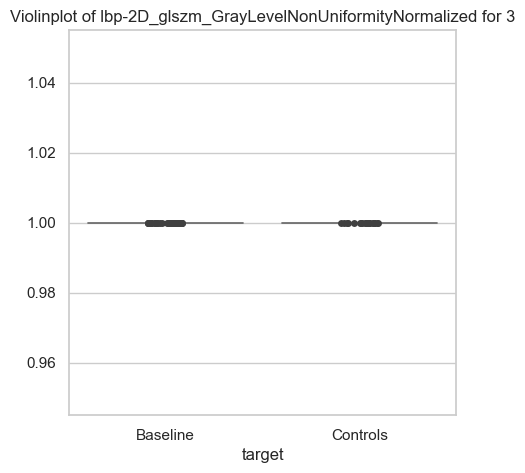 Violinplot of lbp-2D_glszm_GrayLevelNonUniformityNormalized for 3
1.04
1.02
1.00
0.98
0.96
Baseline Controls
target